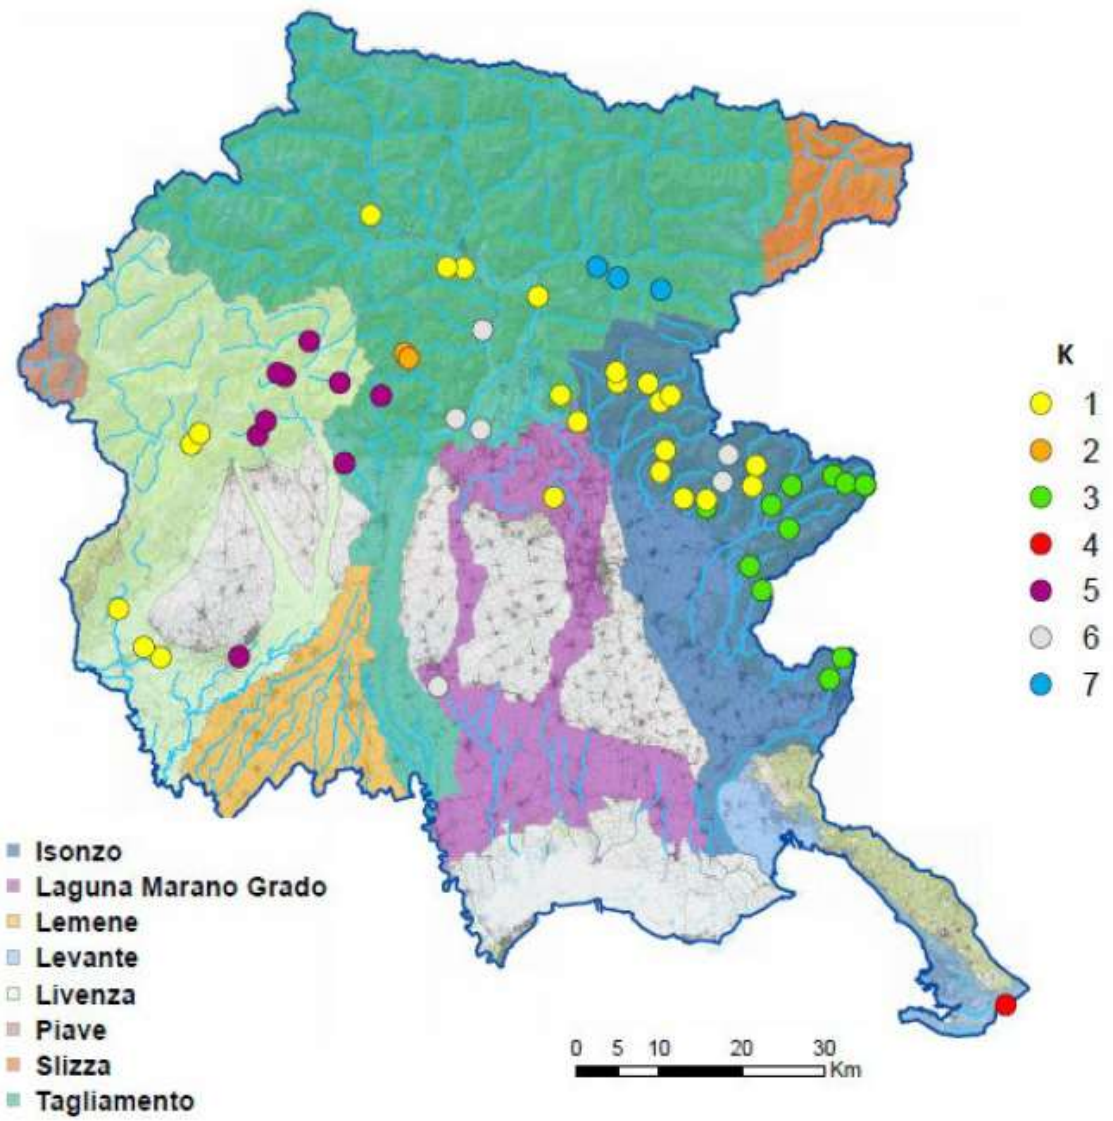 K
1
2
3
4
5
6
7
Isonzo
Laguna Marano Grado
Lemene
Levante
Livenza
Piave
Slizza
Tagliamento
0 5 10 20 30
Km